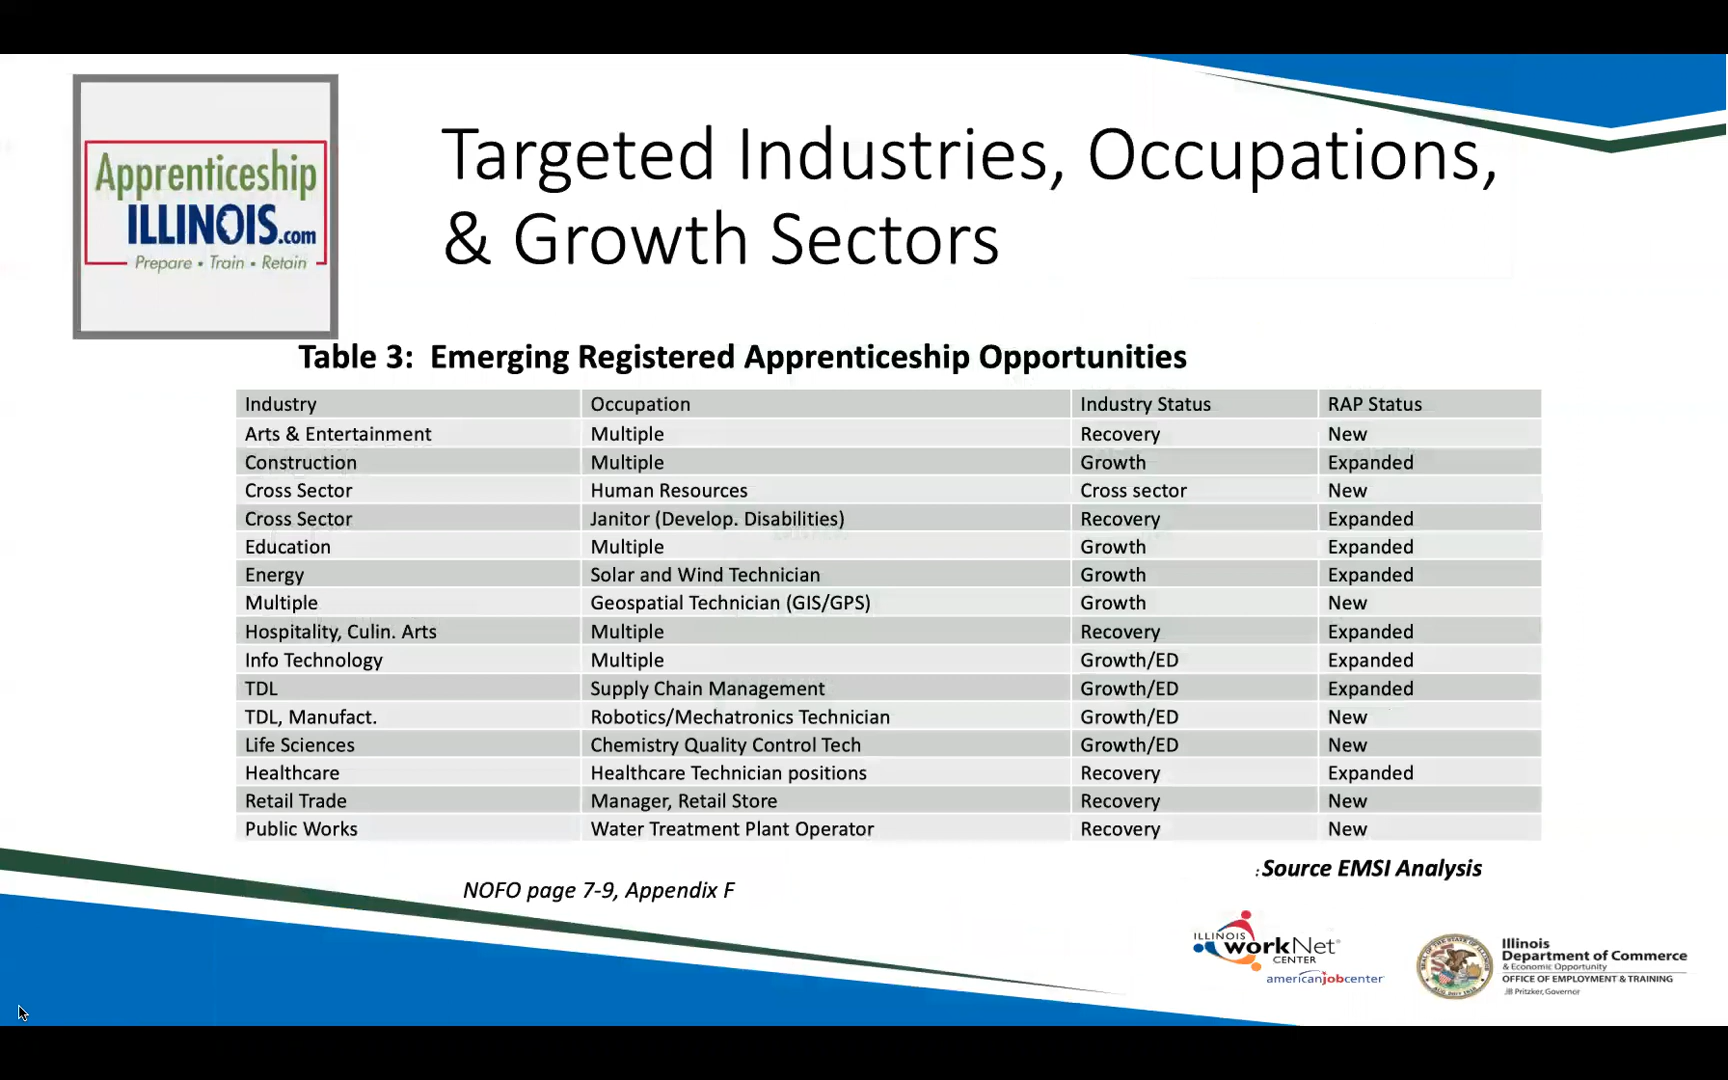 Apprenticeship
ILLINOIS.com
Prepare • Train • Retain
Targeted Industries, Occupations,
& Growth Sectors
Table 3: Emerging Registered Apprenticeship Opportunities
Industry Occupation Industry Status RAP Status
Arts & Entertainment Multiple Recovery New
Construction Multiple Growth Expanded
Cross Sector Human Resources Cross sector New
Cross Sector Janitor (Develop. Disabilities) Recovery Expanded
Education Multiple Growth Expanded
Energy Solar and Wind Technician Growth Expanded
Multiple Geospatial Technician (GIS/GPS) Growth New
Hospitality, Culin. Arts Multiple Recovery Expanded
Info Technology Multiple Growth/ED Expanded
TDL Supply Chain Management Growth/ED Expanded
TDL, Manufact. Robotics/Mechatronics Technician Growth/ED New
Life Sciences Chemistry Quality Control Tech Growth/ED New
Healthcare Healthcare Technician positions Recovery Expanded
Retail Trade Manager, Retail Store Recovery New
Public Works Water Treatment Plant Operator Recovery New
:Source EMSI Analysis
NOFO page 7-9, Appendix F
ILLINOIS
workNet®
CENTER
americanjobcenter
Illinois
Department of Commerce
& Economic Opportunity
OFFICE OF EMPLOYMENT & TRAINING
JB Pritzker, Governor